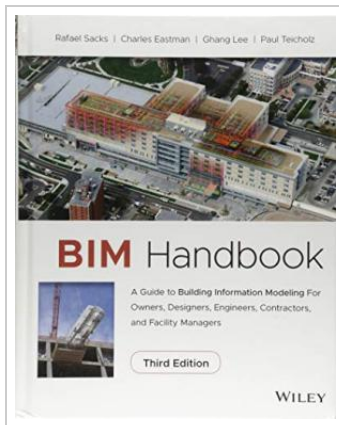 Rafael Sacks | Charles Eastman | Ghang Lee | Paul Teicholz
BIM Handbook
A Guide to Building Information Modeling For
Owners, Designers, Engineers, Contractors,
and Facility Managers
Third Edition
WILEY